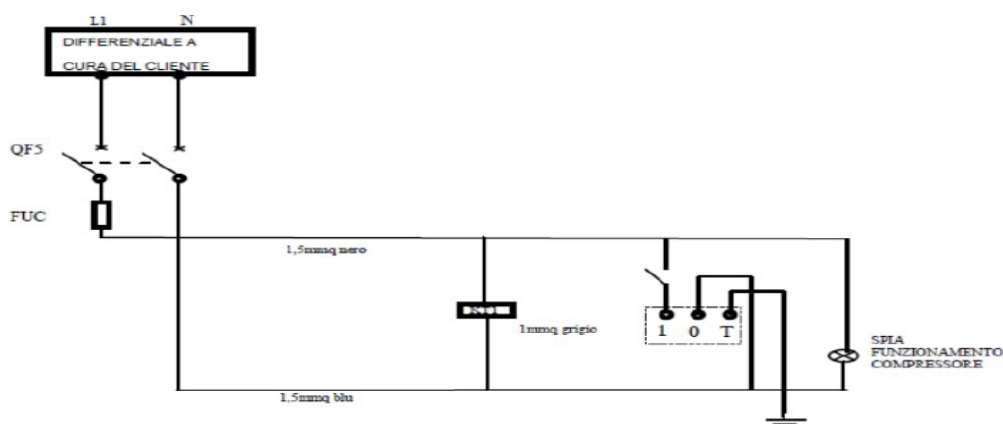 L1 N
DIFFERENZIALE A
CURA DEL CLIENTE
QF5
FUC
1,5mmq nero
1mmq grigio
1 0 T
SPIA
FUNZIONAMENTO
COMPRESSORE
1,5mmq blu